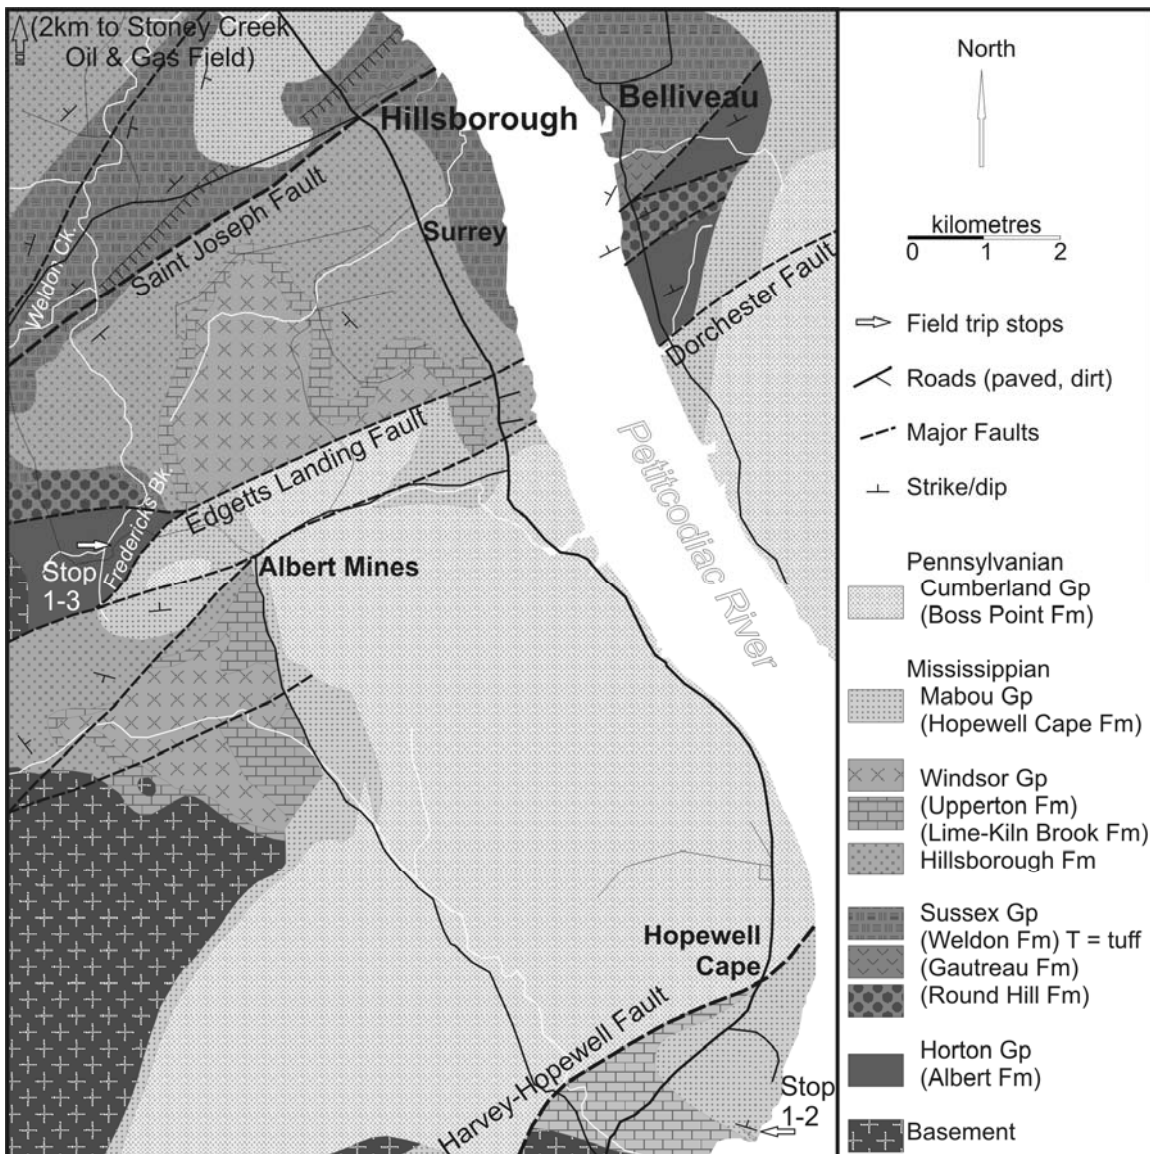 (2km to Stoney Creek
Oil & Gas Field)
Hillsborough
Belliveau
Weldon Ck.
Saint Joseph Fault
Surrey
Dorchester Fault
Edgetts Landing Fault
Petitcodiac River
Fredericks Bk.
Stop
1-3
Albert Mines
Hopewell
Cape
Harvey-Hopewell Fault
Stop
1-2
North
kilometres
0 1 2
Field trip stops
Roads (paved, dirt)
Major Faults
Strike/dip
Pennsylvanian
Cumberland Gp
(Boss Point Fm)
Mississippian
Mabou Gp
(Hopewell Cape Fm)
Windsor Gp
(Upperton Fm)
(Lime-Kiln Brook Fm)
Hillsborough Fm
Sussex Gp
(Weldon Fm) T = tuff
(Gautreau Fm)
(Round Hill Fm)
Horton Gp
(Albert Fm)
Basement